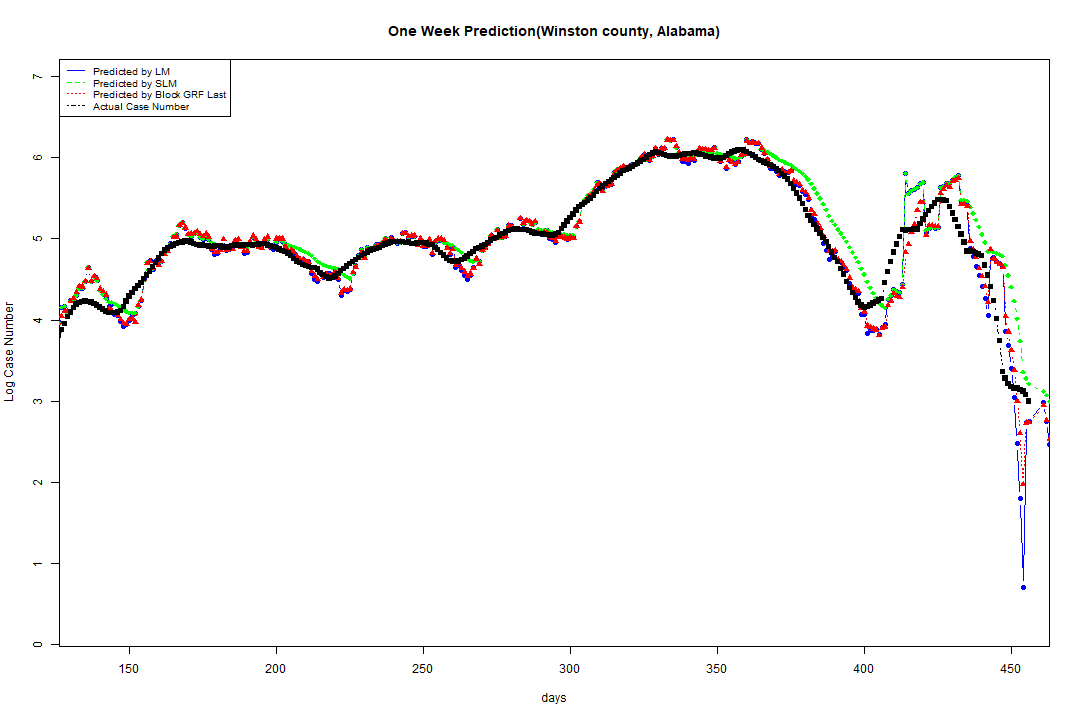 One Week Prediction(Winston county, Alabama)
Predicted by LM
Predicted by SLM
Predicted by Block GRF Last
Actual Case Number
7
6
5
4
3
2
1
0
Log Case Number
150 200 250 300 350 400 450
days